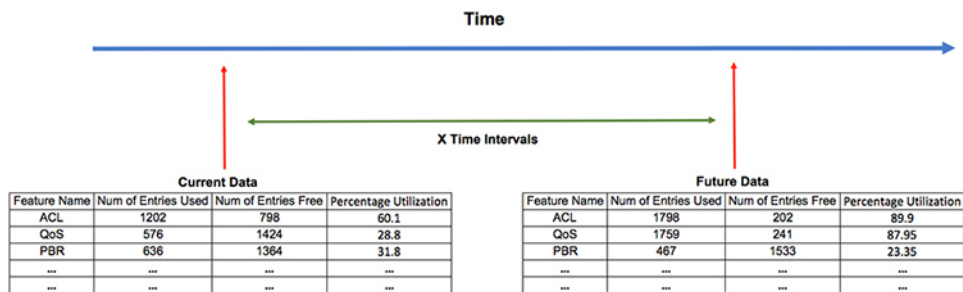 Time
X Time Intervals
Current Data
Feature Name Num of Entries Used Num of Entries Free Percentage Utilization
ACL 1202 798 60.1
QoS 576 1424 28.8
PBR 636 1364 31.8
... ... ... ...
... ... ... ...
Future Data
Feature Name Num of Entries Used Num of Entries Free Percentage Utilization
ACL 1798 202 89.9
QoS 1759 241 87.95
PBR 467 1533 23.35
... ... ... ...
... ... ... ...